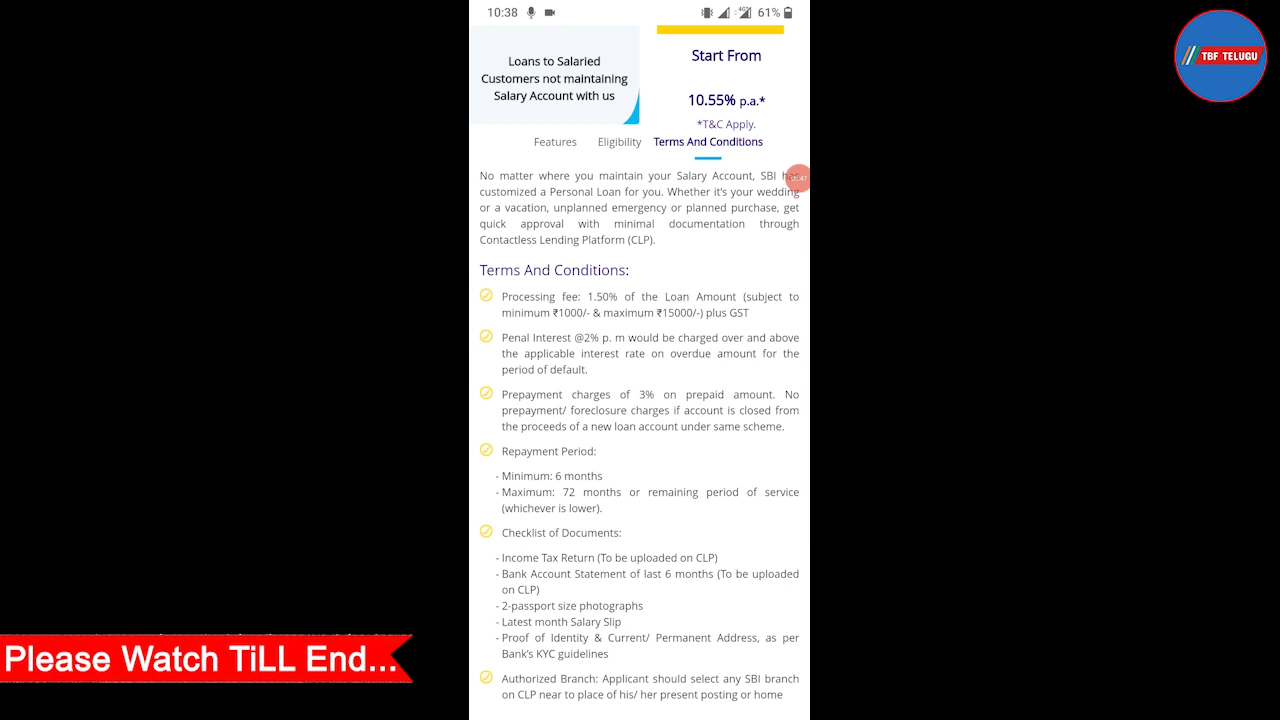 10:38
4G
61%
TBF TELUGU
Loans to Salaried
Customers not maintaining
Salary Account with us
Start From
10.55% p.a.*
*T&C Apply.
Features Eligibility Terms And Conditions
No matter where you maintain your Salary Account, SBI has
customized a Personal Loan for you. Whether it's your wedding
or a vacation, unplanned emergency or planned purchase, get
quick approval with minimal documentation through
Contactless Lending Platform (CLP).
Terms And Conditions:
Processing fee: 1.50% of the Loan Amount (subject to
minimum ₹1000/- & maximum ₹15000/-) plus GST
Penal Interest @2% p. m would be charged over and above
the applicable interest rate on overdue amount for the
period of default.
Prepayment charges of 3% on prepaid amount. No
prepayment/ foreclosure charges if account is closed from
the proceeds of a new loan account under same scheme.
Repayment Period:
- Minimum: 6 months
- Maximum: 72 months or remaining period of service
(whichever is lower).
Checklist of Documents:
- Income Tax Return (To be uploaded on CLP)
- Bank Account Statement of last 6 months (To be uploaded
on CLP)
- 2-passport size photographs
- Latest month Salary Slip
- Proof of Identity & Current/ Permanent Address, as per
Bank's KYC guidelines
Authorized Branch: Applicant should select any SBI branch
on CLP near to place of his/ her present posting or home
Please Watch TiLL End...